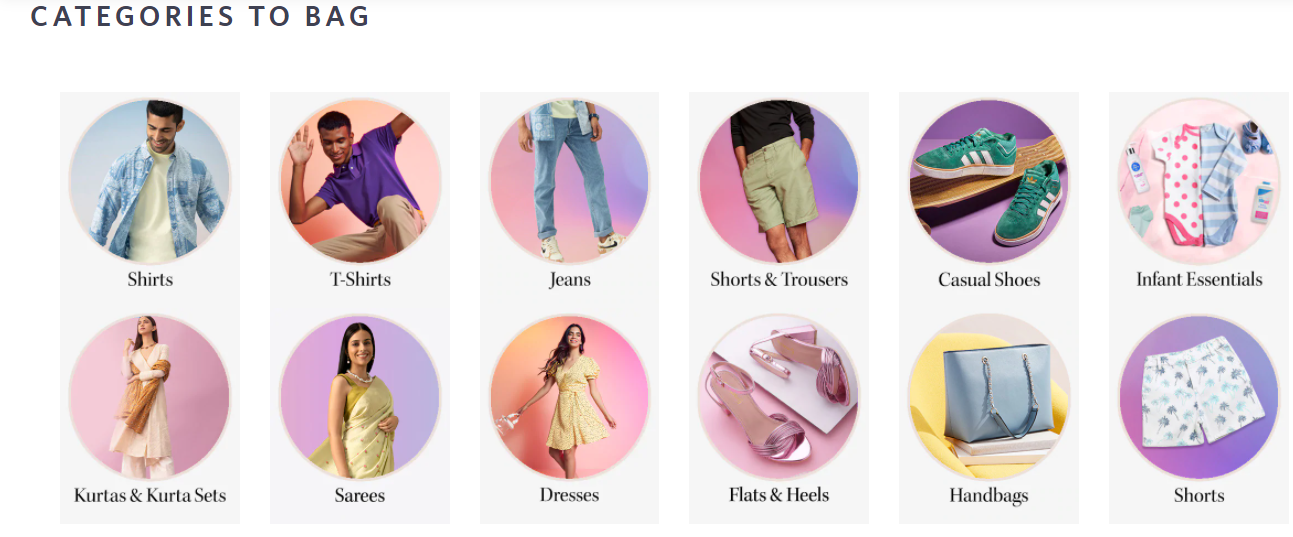 CATEGORIES TO BAG
Shirts
T-Shirts
Jeans
Shorts & Trousers
Casual Shoes
Infant Essentials
Kurtas & Kurta Sets
Sarees
Dresses
Flats & Heels
Handbags
Shorts